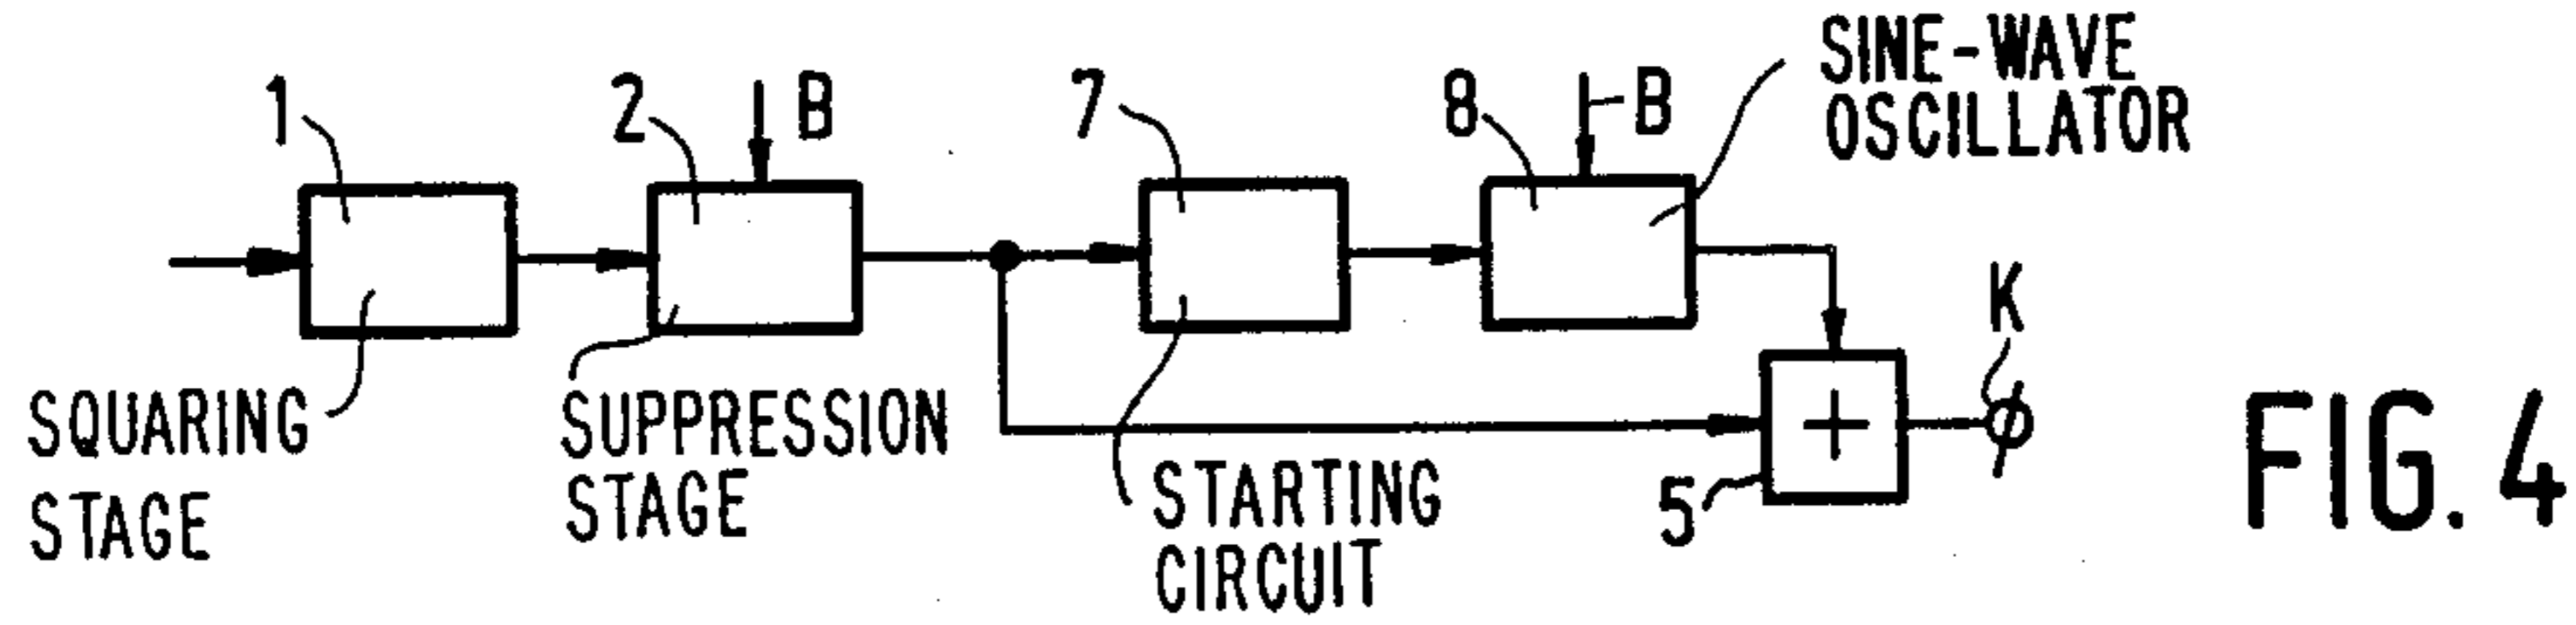 1
2
B
7
8
B
SINE-WAVE
OSCILLATOR
K
SQUARING
STAGE
SUPPRESSION
STAGE
STARTING
CIRCUIT
5
+
FIG. 4